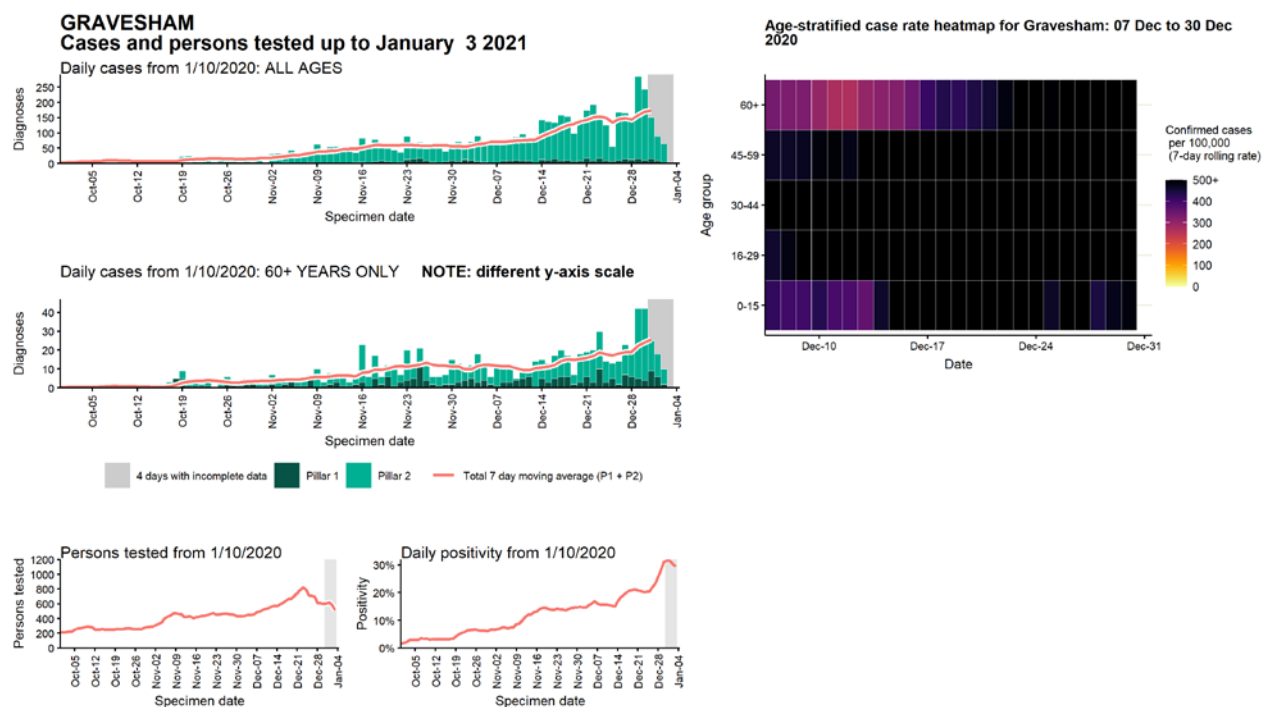 GRAVESHAM
Cases and persons tested up to January 3 2021
Daily cases from 1/10/2020: ALL AGES
Diagnoses
250
200
150
100
50
0
Oct-05
Oct-12
Oct-19
Oct-26
Nov-02
Nov-09
Nov-16
Nov-23
Nov-30
Dec-07
Dec-14
Dec-21
Dec-28
Jan-04
Specimen date
Daily cases from 1/10/2020: 60+ YEARS ONLY NOTE: different y-axis scale
Diagnoses
40
30
20
10
0
Oct-05
Oct-12
Oct-19
Oct-26
Nov-02
Nov-09
Nov-16
Nov-23
Nov-30
Dec-07
Dec-14
Dec-21
Dec-28
Jan-04
Specimen date
4 days with incomplete data
Pillar 1
Pillar 2
Total 7 day moving average (P1 + P2)
Persons tested from 1/10/2020
Persons tested
1200
1000
800
600
400
200
0
Oct-05
Oct-12
Oct-19
Oct-26
Nov-02
Nov-09
Nov-16
Nov-23
Nov-30
Dec-07
Dec-14
Dec-21
Dec-28
Jan-04
Specimen date
Daily positivity from 1/10/2020
Positivity
30%
20%
10%
0%
Oct-05
Oct-12
Oct-19
Oct-26
Nov-02
Nov-09
Nov-16
Nov-23
Nov-30
Dec-07
Dec-14
Dec-21
Dec-28
Jan-04
Specimen date
Age-stratified case rate heatmap for Gravesham: 07 Dec to 30 Dec
2020
Age group
60+
45-59
30-44
16-29
0-15
Dec-10
Dec-17
Dec-24
Dec-31
Date
Confirmed cases
per 100,000
(7-day rolling rate)
500+
400
300
200
100
0